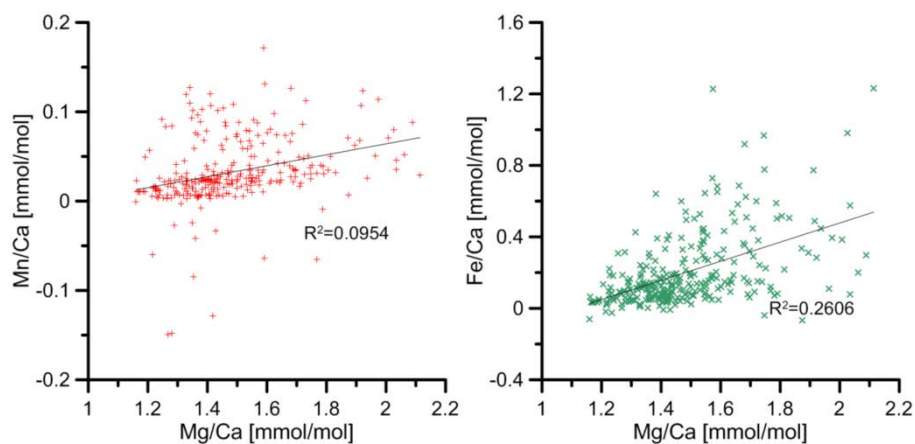 0.2
0.1
0
-0.1
-0.2
Mn/Ca [mmol/mol]
R²=0.0954
1 1.2 1.4 1.6 1.8 2 2.2
Mg/Ca [mmol/mol]
1.6
1.2
0.8
0.4
0
-0.4
Fe/Ca [mmol/mol]
R²=0.2606
1 1.2 1.4 1.6 1.8 2 2.2
Mg/Ca [mmol/mol]